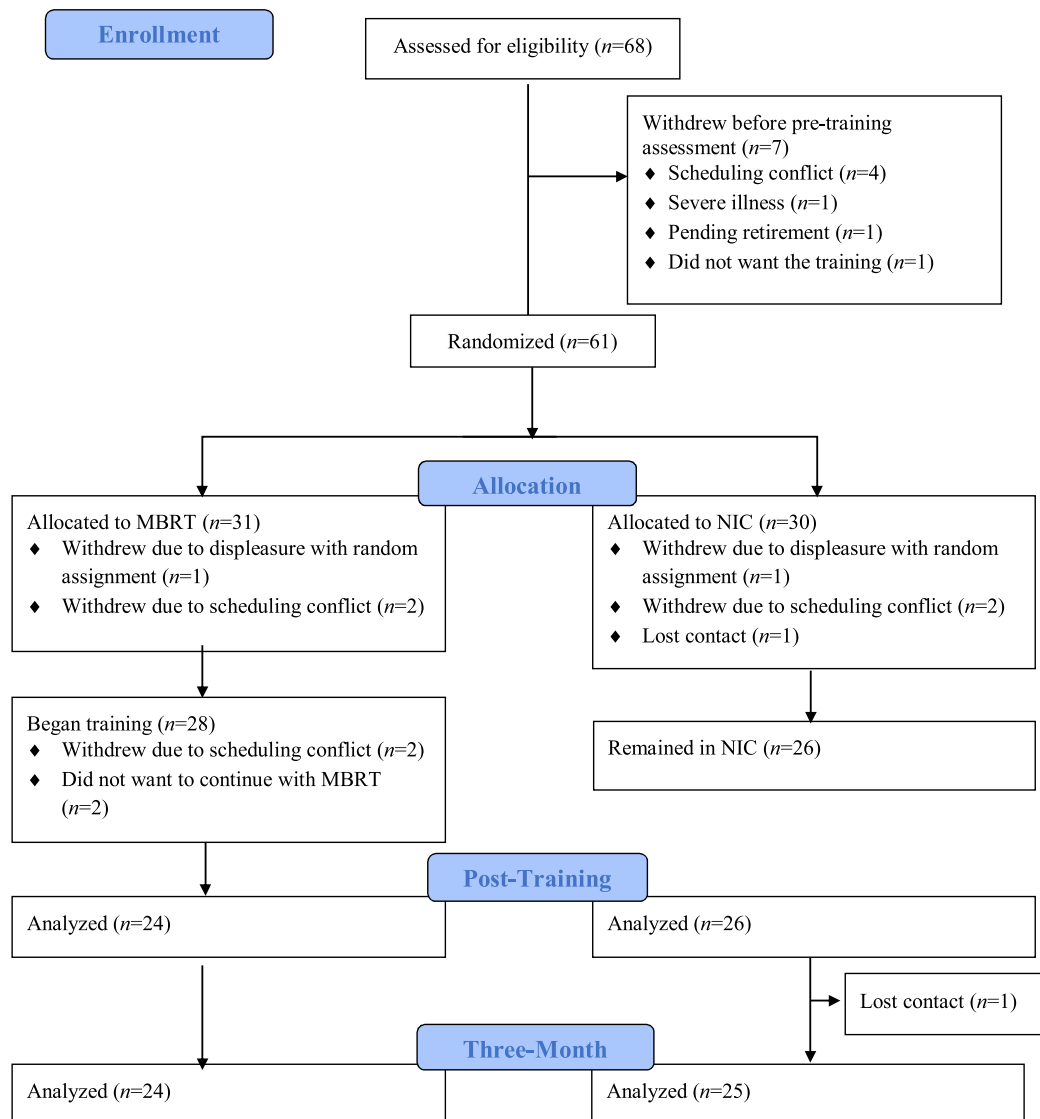 Enrollment
Assessed for eligibility (n=68)
Withdrew before pre-training
assessment (n=7)
♦ Scheduling conflict (n=4)
♦ Severe illness (n=1)
♦ Pending retirement (n=1)
♦ Did not want the training (n=1)
Randomized (n=61)
Allocation
Allocated to MBRT (n=31)
♦ Withdrew due to displeasure with random
assignment (n=1)
♦ Withdrew due to scheduling conflict (n=2)
Allocated to NIC (n=30)
♦ Withdrew due to displeasure with random
assignment (n=1)
♦ Withdrew due to scheduling conflict (n=2)
♦ Lost contact (n=1)
Began training (n=28)
♦ Withdrew due to scheduling conflict (n=2)
♦ Did not want to continue with MBRT
(n=2)
Remained in NIC (n=26)
Post-Training
Analyzed (n=24)
Analyzed (n=26)
Lost contact (n=1)
Three-Month
Analyzed (n=24)
Analyzed (n=25)